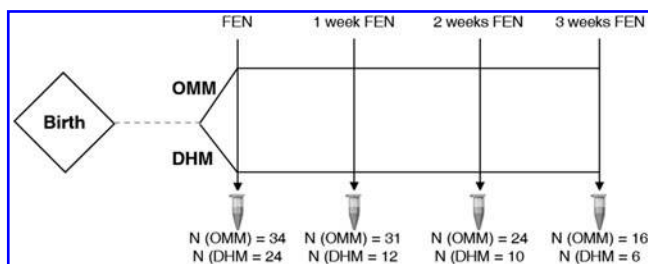 FEN 1 week FEN 2 weeks FEN 3 weeks FEN
OMM
Birth
DHM
N (OMM) = 34 N (OMM) = 31 N (OMM) = 24 N (OMM) = 16
N (DHM = 24 N (DHM) = 12 N (DHM) = 10 N (DHM) = 6